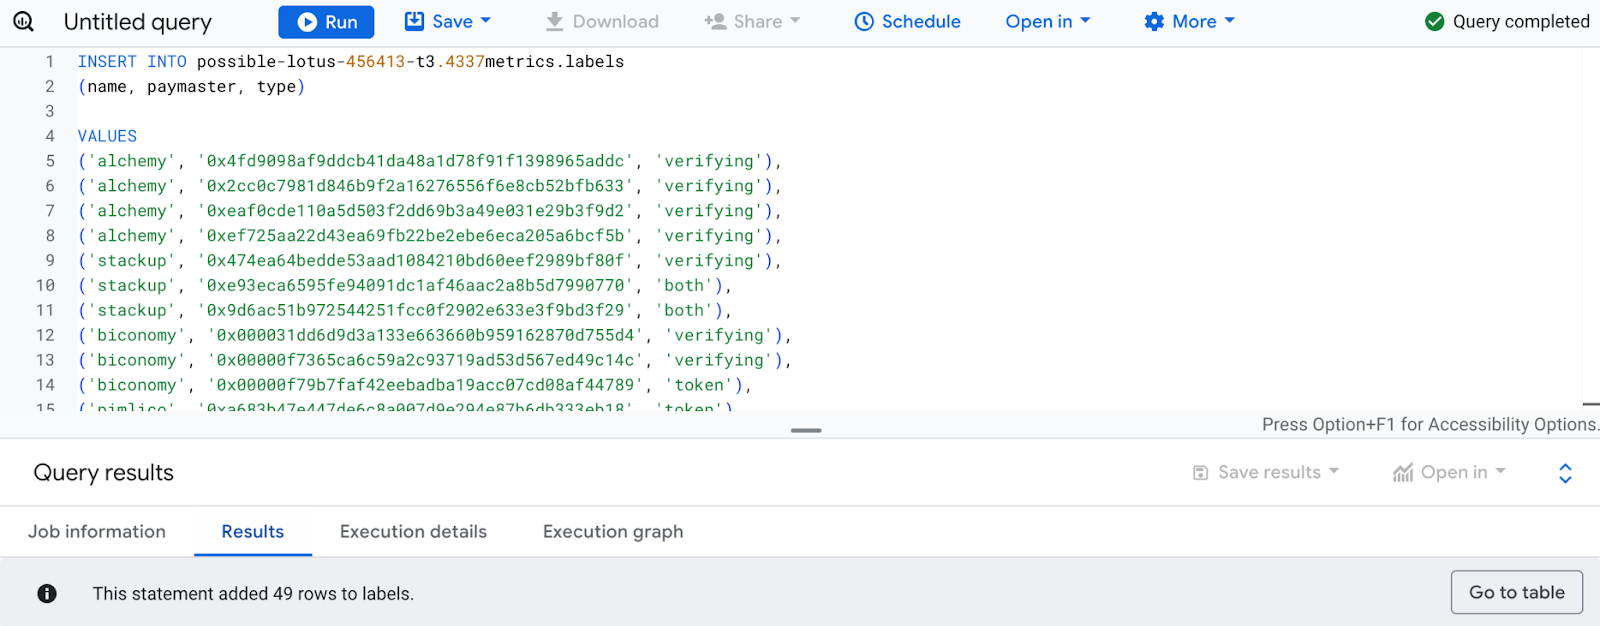 Untitled query Run Save Download Share Schedule Open in More Query completed
1 INSERT INTO possible-lotus-456413-t3.4337metrics.labels
2 (name, paymaster, type)
3
4 VALUES
5 ('alchemy', '0x4fd9098af9ddcb41da48a1d78f91f1398965addc', 'verifying'),
6 ('alchemy', '0x2cc0c7981d846b9f2a16276556f6e8cb52bfb633', 'verifying'),
7 ('alchemy', '0xeaf0cde110a5d503f2dd69b3a49e031e29b3f9d2', 'verifying'),
8 ('alchemy', '0xef725aa22d43ea69fb22be2ebe6eca205a6bcf5b', 'verifying'),
9 ('stackup', '0x474ea64bedde53aad1084210bd60eef2989bf80f', 'verifying'),
10 ('stackup', '0xe93eca6595fe94091dc1af46aac2a8b5d7990770', 'both'),
11 ('stackup', '0x9d6ac51b972544251fcc0f2902e633e3f9bd3f29', 'both'),
12 ('biconomy', '0x000031dd6d9d3a133e663660b959162870d755d4', 'verifying'),
13 ('biconomy', '0x00000f7365ca6c59a2c93719ad53d567ed49c14c', 'verifying'),
14 ('biconomy', '0x00000f79b7faf42eebadba19acc07cd08af44789', 'token'),
15 ('pimlico', '0xa683b47e447de6c8a007d9e294e87b6db333eb18', 'token')
Press Option+F1 for Accessibility Options.
Query results Save results Open in
Job information Results Execution details Execution graph
This statement added 49 rows to labels. Go to table